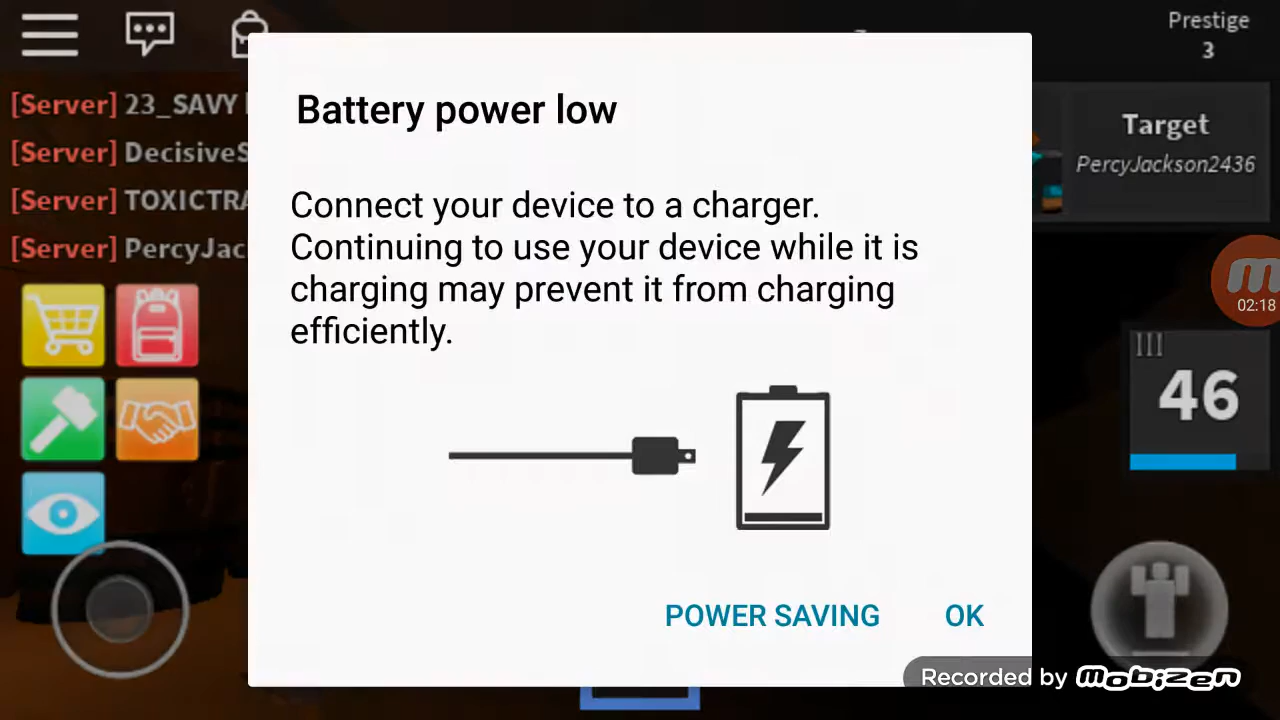 Prestige
3
[Server] 23_SAVY
[Server] DecisiveS
[Server] TOXICTRA
[Server] PercyJac
Battery power low
Connect your device to a charger.
Continuing to use your device while it is
charging may prevent it from charging
efficiently.
POWER SAVING OK
Target
PercyJackson2436
02:18
III
46
Recorded by mobizen